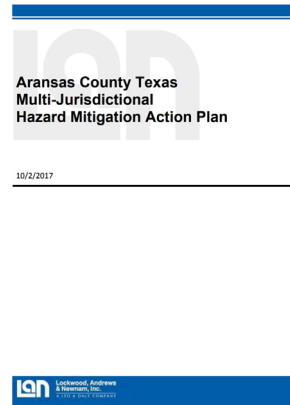 Aransas County Texas
Multi-Jurisdictional
Hazard Mitigation Action Plan
10/2/2017
lan
Lockwood, Andrews
& Newnam, Inc.
A LEO A DALY COMPANY